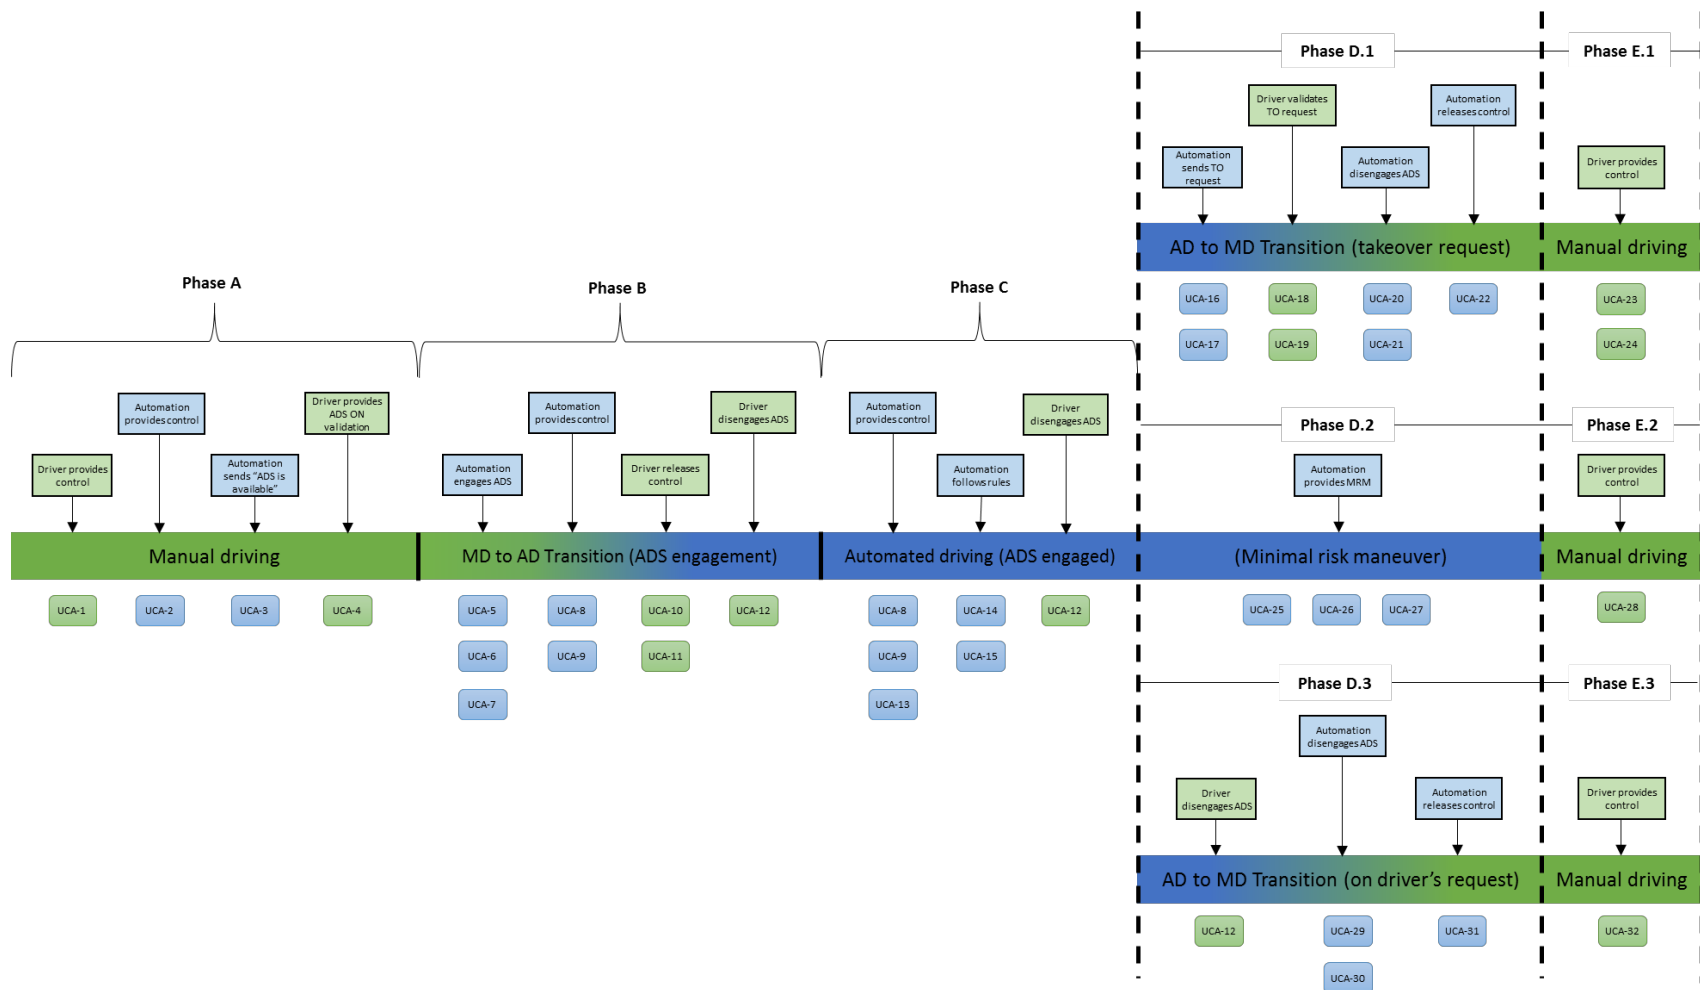 Phase A
Driver provides
control
Automation
provides control
Automation
sends “ADS is
available”
Driver provides
ADS ON
validation
Manual driving
UCA-1
UCA-2
UCA-3
UCA-4
Phase B
Automation
engages ADS
Automation
provides control
Driver releases
control
Driver
disengages ADS
MD to AD Transition (ADS engagement)
UCA-5
UCA-8
UCA-10
UCA-12
UCA-6
UCA-9
UCA-11
UCA-7
Phase C
Automation
provides control
Automation
follows rules
Driver
disengages ADS
Automated driving (ADS engaged)
UCA-8
UCA-14
UCA-12
UCA-9
UCA-15
UCA-13
Phase D.1
Automation
sends TO
request
Driver validates
TO request
Automation
disengages ADS
Automation
releases control
AD to MD Transition (takeover request)
UCA-16
UCA-18
UCA-20
UCA-22
UCA-17
UCA-19
UCA-21
Phase E.1
Driver provides
control
Manual driving
UCA-23
UCA-24
Phase D.2
Automation
provides MRM
(Minimal risk maneuver)
UCA-25
UCA-26
UCA-27
Phase E.2
Driver provides
control
Manual driving
UCA-28
Phase D.3
Driver
disengages ADS
Automation
disengages ADS
Automation
releases control
AD to MD Transition (on driver’s request)
UCA-12
UCA-29
UCA-31
UCA-30
Phase E.3
Driver provides
control
Manual driving
UCA-32